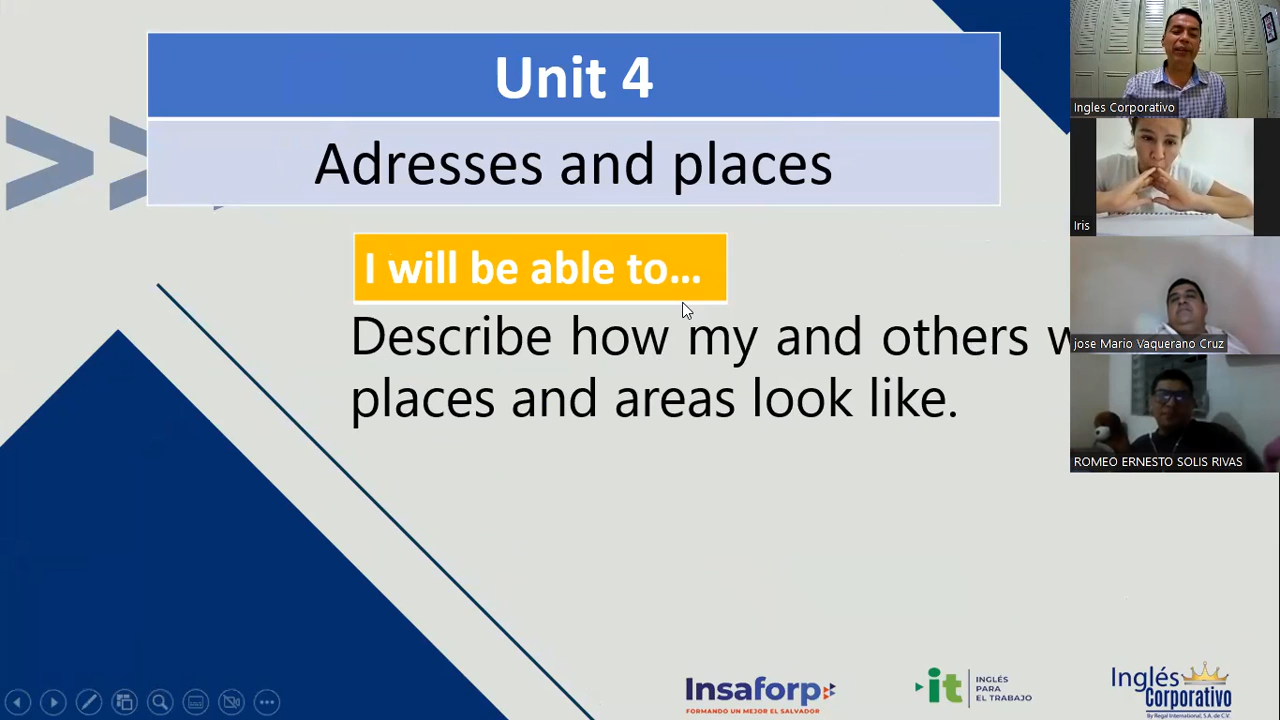 Unit 4
Adresses and places
I will be able to...
Describe how my and others
places and areas look like.
Ingles Corporativo
Iris
jose Mario Vaquerano Cruz
ROMEO ERNESTO SOLIS RIVAS
Insaforp
FORMANDO UN MEJOR EL SALVADOR
it
INGLÉS
PARA
EL TRABAJO
Inglés
Corporativo
By Regal International, S.A. de C.V.